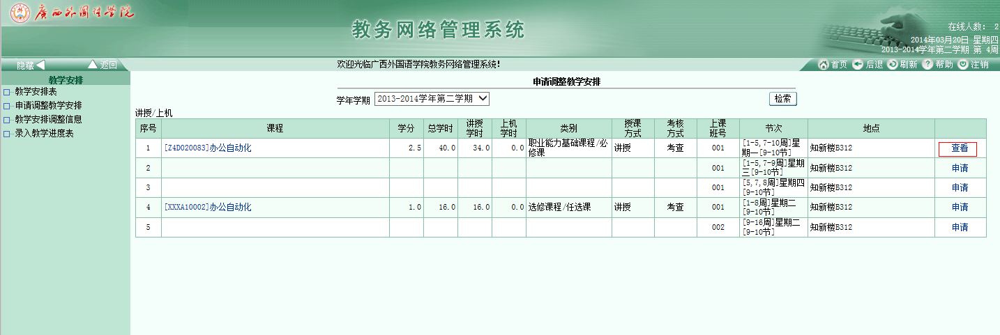 广西外国语学院
教务网络管理系统
在线人数： 2
2014年03月20日 星期四
2013-2014学年第二学期 第 4周
隐藏 返回
欢迎光临广西外国语学院教务网络管理系统!
首页 后退 刷新 帮助 注销
教学安排
教学安排表
申请调整教学安排
教学安排调整信息
录入教学进度表
申请调整教学安排
学年学期 2013-2014学年第二学期 检索
讲授/上机
序号 课程 学分 总学时 讲授学时 上机学时 类别 授课方式 考核方式 上课班号 节次 地点
1 [Z4D020083]办公自动化 2.5 40.0 34.0 0.0 职业能力基础课程/必修课 讲授 考查 001 [1-5,7-10周]星期一[9-10节] 知新楼B312 查看
2 001 [1-5,7-9周]星期三[9-10节] 知新楼B312 申请
3 001 [5,7,8周]星期四[9-10节] 知新楼B312 申请
4 [XXXA10002]办公自动化 1.0 16.0 16.0 0.0 选修课程/任选课 讲授 考查 001 [1-8周]星期二[9-10节] 知新楼B312 申请
5 002 [9-16周]星期二[9-10节] 知新楼B312 申请